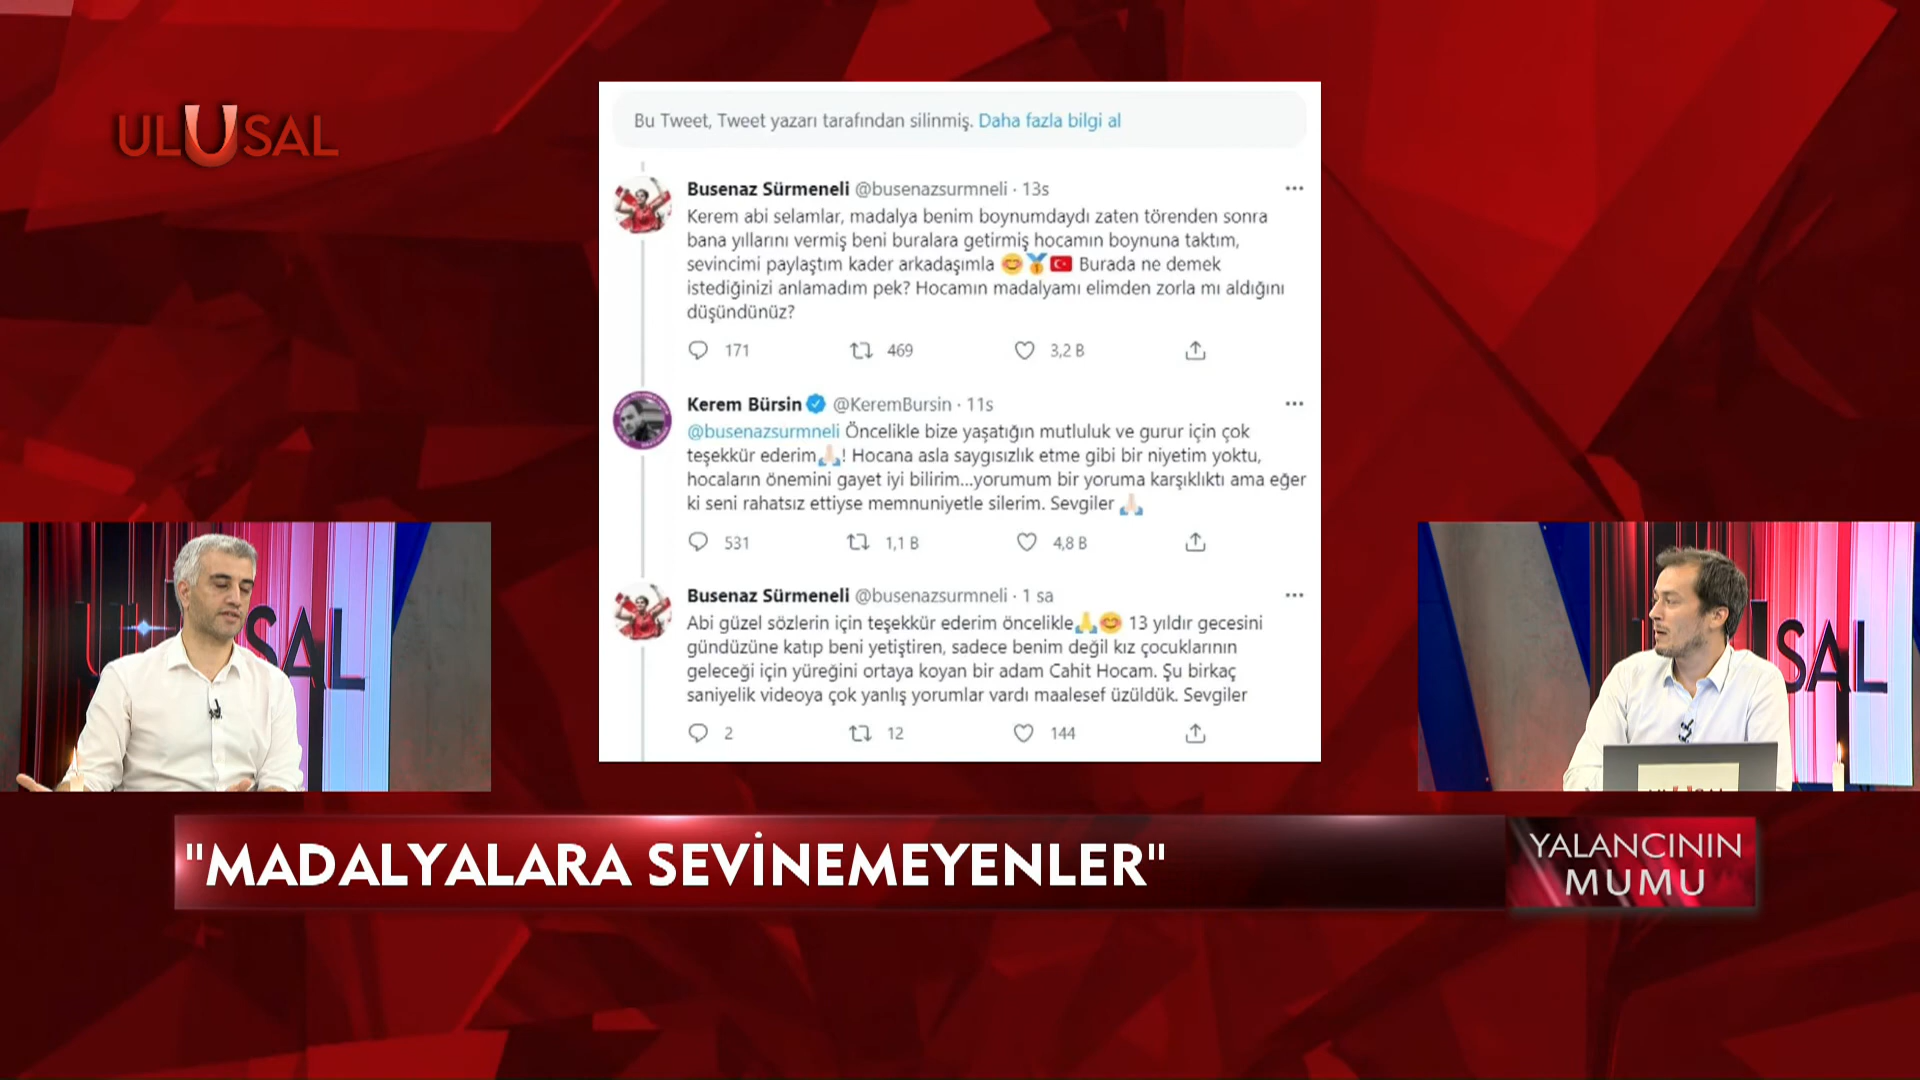 ULUSAL
Bu Tweet, Tweet yazarı tarafından silinmiş. Daha fazla bilgi al
Busenaz Sürmeneli @busenazsurmneli · 13s
Kerem abi selamlar, madalya benim boynumdaydı zaten törenden sonra
bana yıllarını vermiş beni buralara getirmiş hocamın boynuna taktım,
sevincimi paylaştım kader arkadaşımla 😊🥇🇹🇷 Burada ne demek
istediğinizi anlamadım pek? Hocamın madalyamı elimden zorla mı aldığını
düşündünüz?
171 469 3,2 B
Kerem Bürsin @KeremBursin · 11s
@busenazsurmneli Öncelikle bize yaşatığın mutluluk ve gurur için çok
teşekkür ederim🙏🏻! Hocana asla saygısızlık etme gibi bir niyetim yoktu,
hocaların önemini gayet iyi bilirim...yorumum bir yoruma karşıklıktı ama eğer
ki seni rahatsız ettiyse memnuniyetle silerim. Sevgiler 🙏🏻
531 1,1 B 4,8 B
Busenaz Sürmeneli @busenazsurmneli · 1 sa
Abi güzel sözlerin için teşekkür ederim öncelikle🙏😊 13 yıldır gecesini
gündüzüne katıp beni yetiştiren, sadece benim değil kız çocuklarının
geleceği için yüreğini ortaya koyan bir adam Cahit Hocam. Şu birkaç
saniyelik videoya çok yanlış yorumlar vardı maalesef üzüldük. Sevgiler
2 12 144
"MADALYALARA SEVİNEMEYENLER"
YALANCININ
MUMU